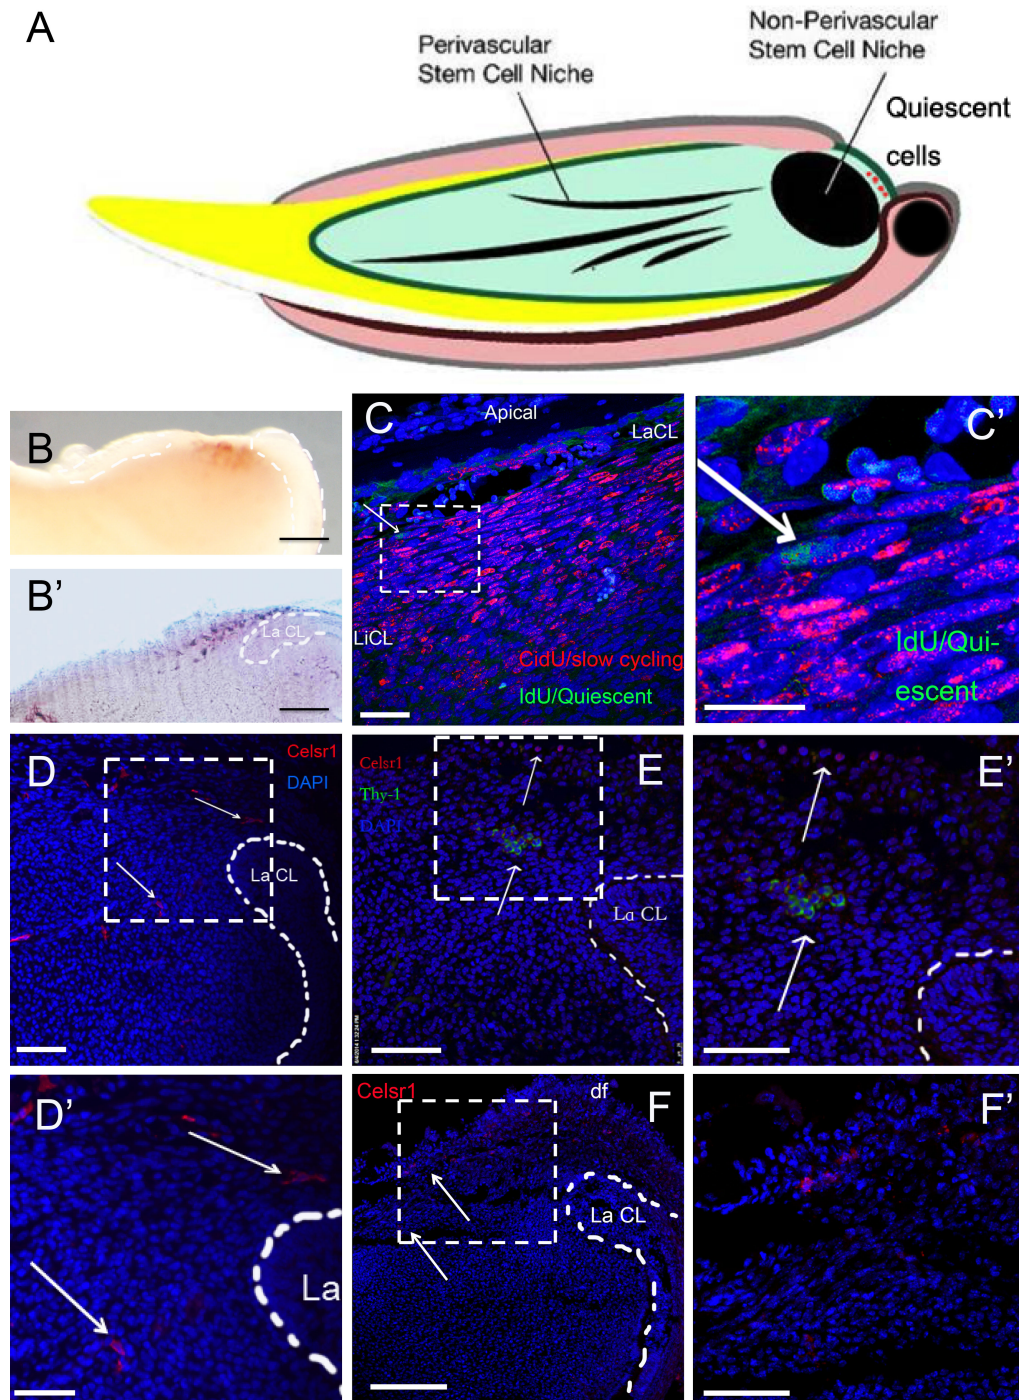 A
Perivascular
Stem Cell Niche
Non-Perivascular
Stem Cell Niche
Quiescent
cells
B
B’
La CL
C
Apical
LaCL
LiCL
CidU/slow cycling
IdU/Quiescent
C’
IdU/Qui-
escent
D
Celsr1
DAPI
La CL
E
Celsr1
Thy-1
DAPI
La CL
E’
D’
La
F
Celsr1
df
La CL
F’